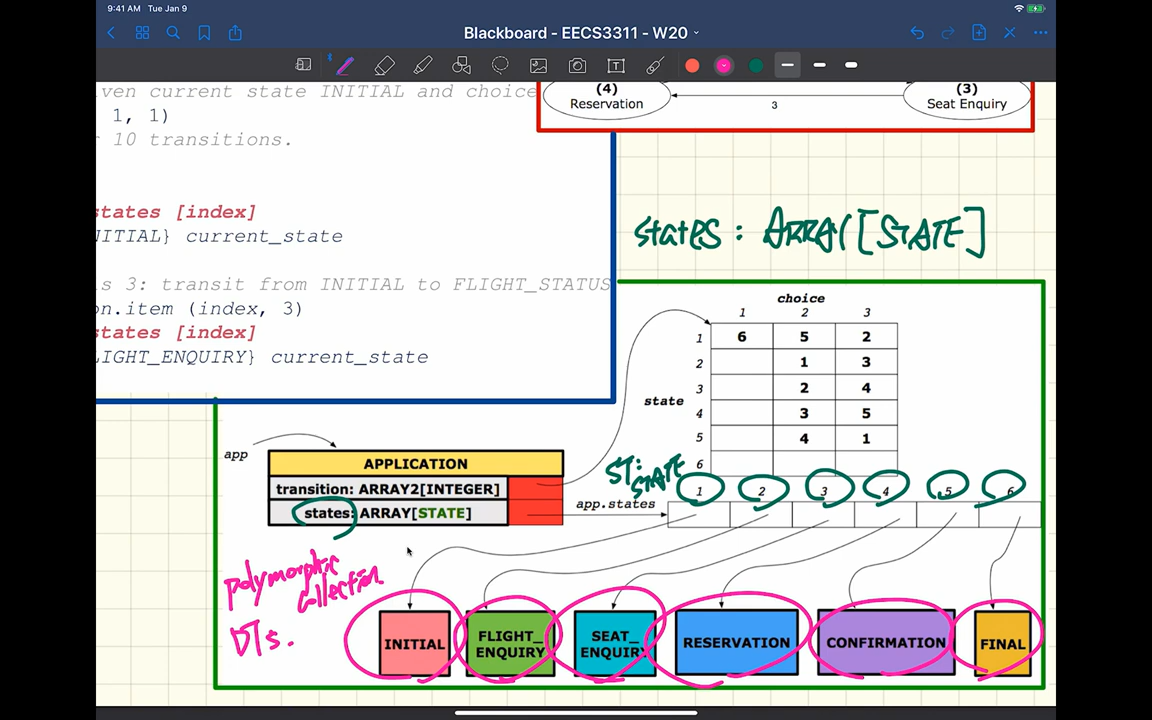 9:41 AM Tue Jan 9
Blackboard - EECS3311 - W20
iven current state INITIAL and choice
1, 1)
10 transitions.
states [index]
NITIAL} current_state
is 3: transit from INITIAL to FLIGHT_STATUS
on.item (index, 3)
states [index]
LIGHT_ENQUIRY} current_state
(4)
Reservation
3
(3)
Seat Enquiry
states : ARRAY[STATE]
choice
1 2 3
1 6 5 2
2 1 3
state
3 2 4
4 3 5
5 4 1
6
app
APPLICATION
transition: ARRAY2[INTEGER]
states: ARRAY[STATE]
ST: STATE
app.states
1 2 3 4 5 6
polymorphic
collection
D/s.
INITIAL
FLIGHT_
ENQUIRY
SEAT_
ENQUIRY
RESERVATION
CONFIRMATION
FINAL